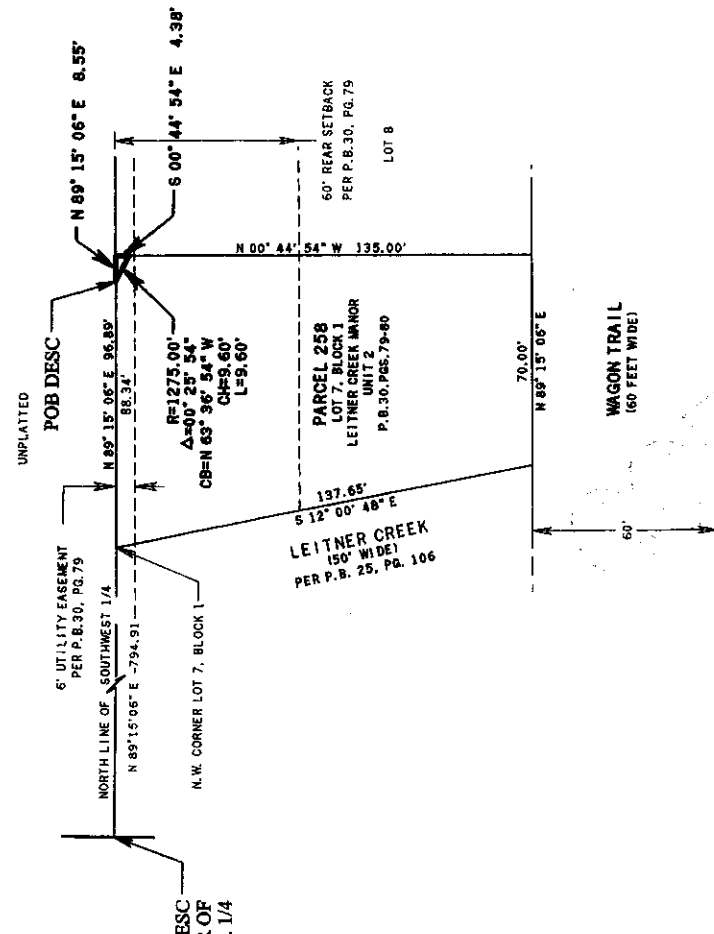 N 89° 15' 06" E 8.55'
S 00° 44' 54" E 4.38'
UNPLATTED
POB DESC
60' REAR SETBACK
PER P.B.30, PG.79
LOT 8
N 89° 15' 06" E 96.89'
88.34'
R=1275.00'
Δ=00° 25' 54"
CB=N 63° 36' 54" W
CH=9.60'
L=9.60'
N 00° 44' 54" W 135.00'
6' UTILITY EASEMENT
PER P.B.30, PG.79
PARCEL 258
LOT 7, BLOCK 1
LEITNER CREEK MANOR
UNIT 2
P.B.30,PGS.79-80
70.00'
N 89° 15' 06" E
WAGON TRAIL
(60 FEET WIDE)
137.65'
S 12° 00' 48" E
LEITNER CREEK
(50' WIDE)
PER P.B. 25, PG. 106
60'
NORTH LINE OF SOUTHWEST 1/4
N 89°15'06" E -794.91
N.W. CORNER LOT 7, BLOCK 1
ESC
OF
1/4